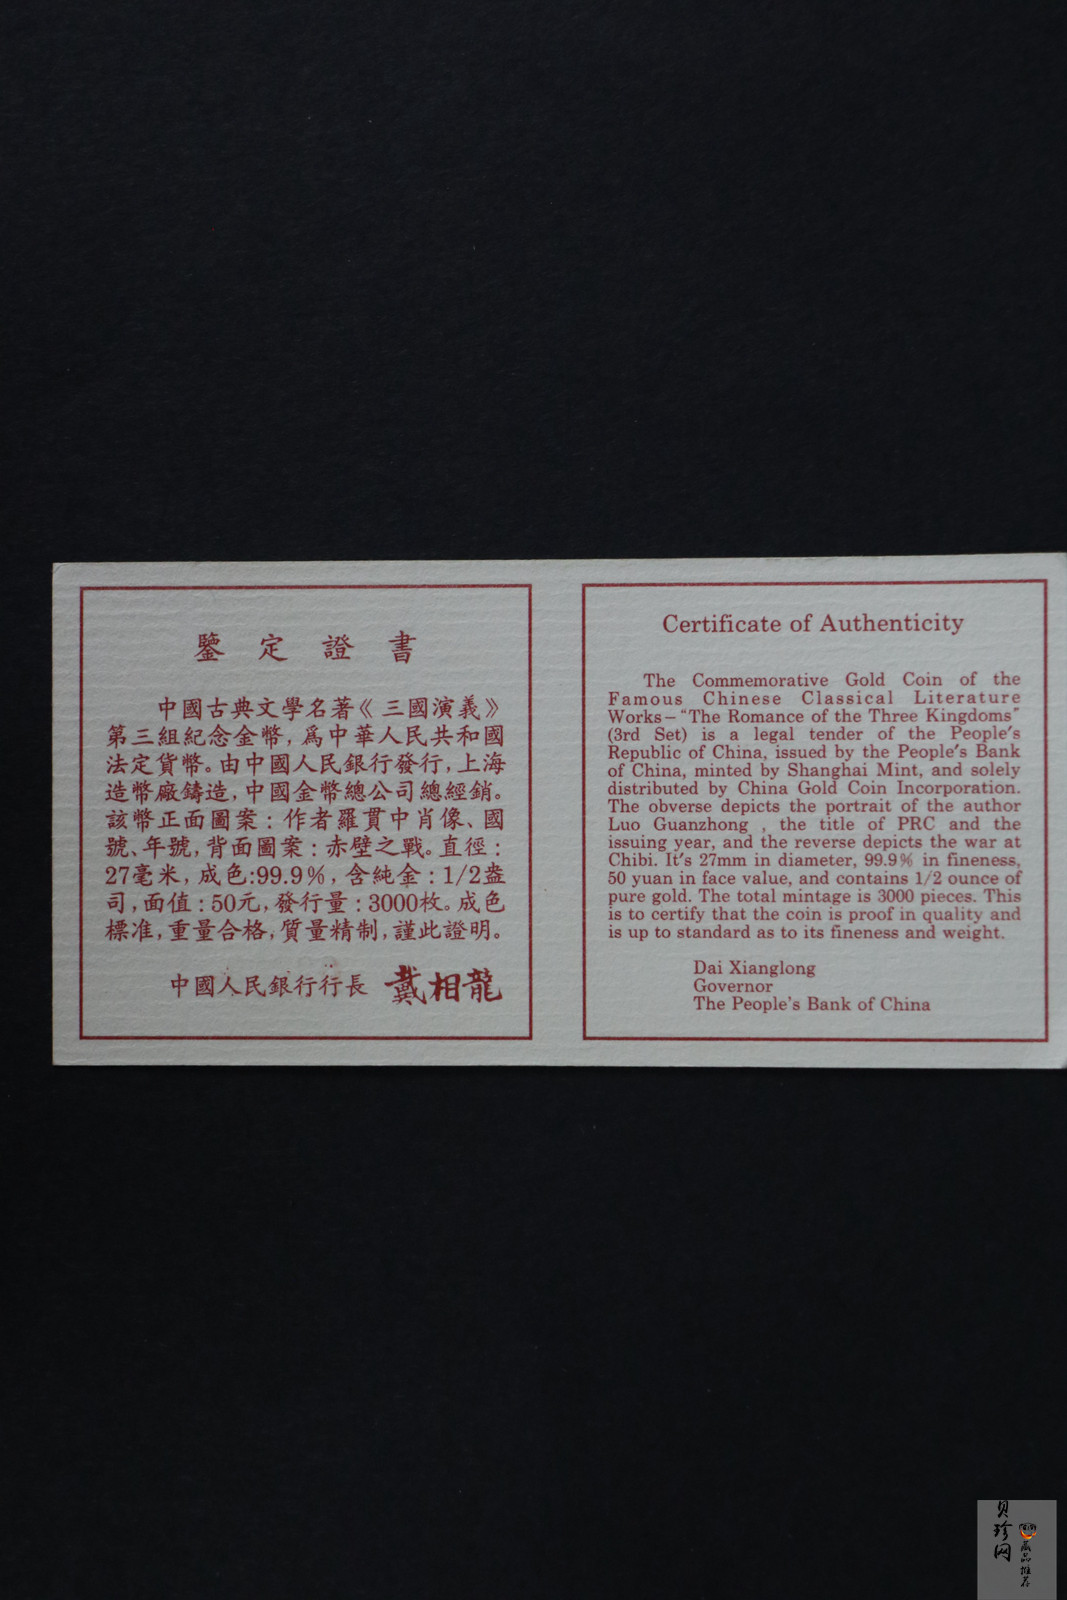 鑒定證書
中國古典文學名著《三國演義》
第三組紀念金幣,爲中華人民共和國
法定貨幣。由中國人民銀行發行,上海
造幣廠鑄造,中國金幣總公司總經銷。
該幣正面圖案:作者羅貫中肖像、國
號、年號,背面圖案:赤壁之戰。直徑:
27毫米,成色:99.9%,含純金:1/2盎
司,面值:50元,發行量:3000枚。成色
標准,重量合格,質量精制,謹此證明。
中國人民銀行行長 戴相龍
Certificate of Authenticity
The Commemorative Gold Coin of the
Famous Chinese Classical Literature
Works–"The Romance of the Three Kingdoms"
(3rd Set) is a legal tender of the People's
Republic of China, issued by the People's Bank
of China, minted by Shanghai Mint, and solely
distributed by China Gold Coin Incorporation.
The obverse depicts the portrait of the author
Luo Guanzhong , the title of PRC and the
issuing year, and the reverse depicts the war at
Chibi. It's 27mm in diameter, 99.9% in fineness,
50 yuan in face value, and contains 1/2 ounce of
pure gold. The total mintage is 3000 pieces. This
is to certify that the coin is proof in quality and
is up to standard as to its fineness and weight.
Dai Xianglong
Governor
The People's Bank of China
贝珍网
藏品推荐